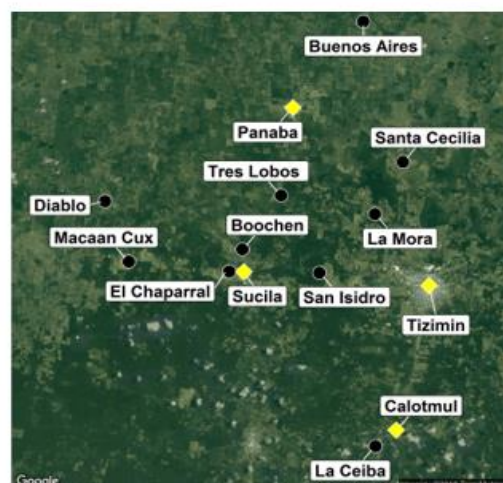 Buenos Aires
Panaba
Santa Cecilia
Tres Lobos
Diablo
La Mora
Boochen
Macaan Cux
El Chaparral
Sucila
San Isidro
Tizimin
Calotmul
La Ceiba
Google